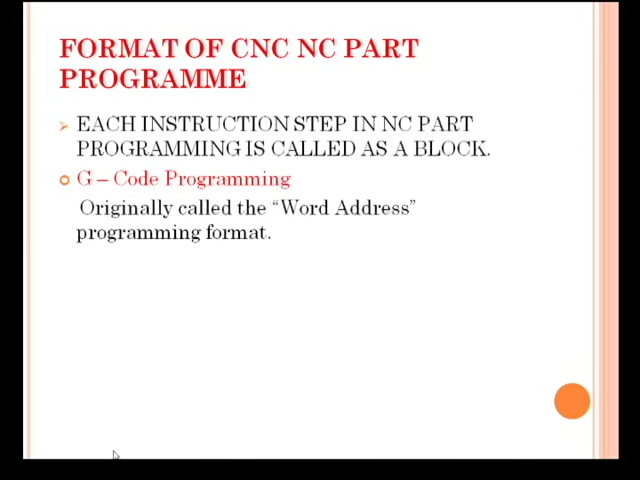 FORMAT OF CNC NC PART
PROGRAMME
EACH INSTRUCTION STEP IN NC PART
PROGRAMMING IS CALLED AS A BLOCK.
G – Code Programming
Originally called the “Word Address”
programming format.